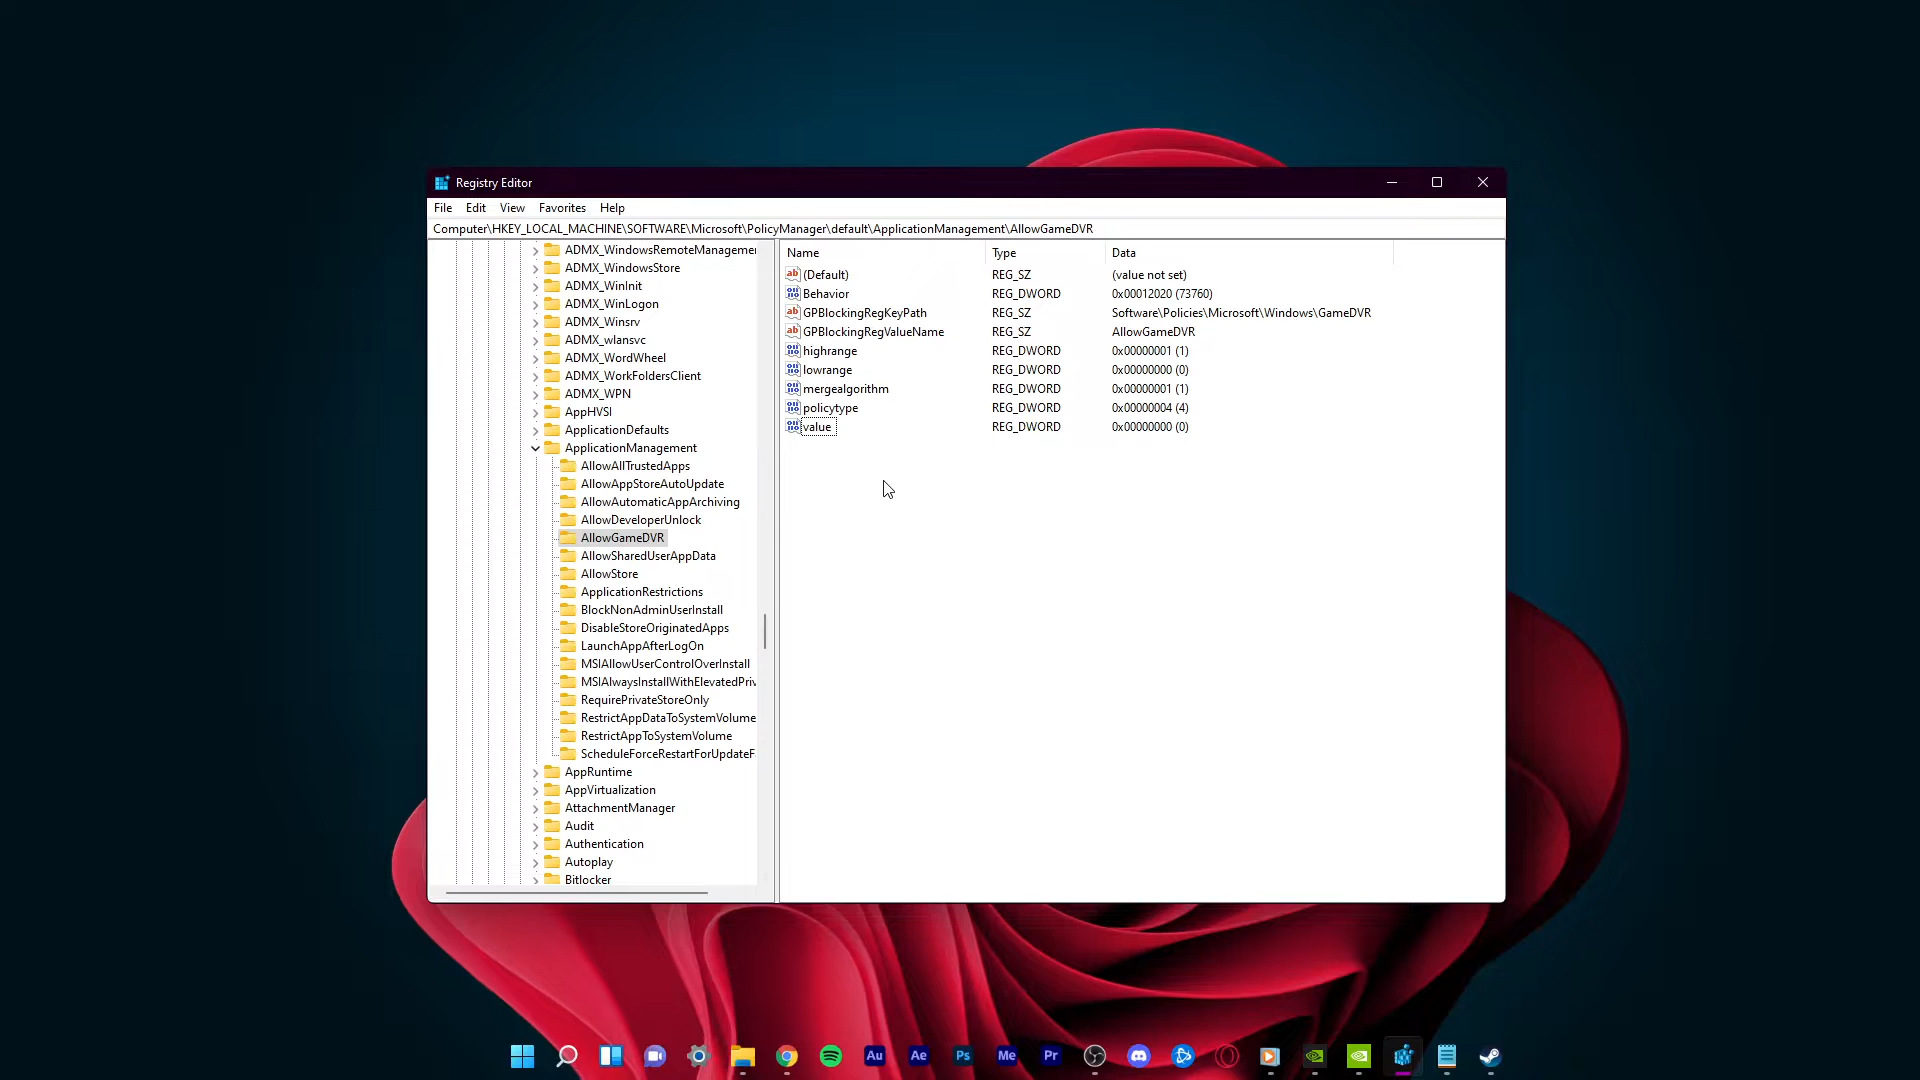 Registry Editor
File Edit View Favorites Help
Computer\HKEY_LOCAL_MACHINE\SOFTWARE\Microsoft\PolicyManager\default\ApplicationManagement\AllowGameDVR
ADMX_WindowsRemoteManagemer
ADMX_WindowsStore
ADMX_WinInit
ADMX_WinLogon
ADMX_Winsrv
ADMX_wlansvc
ADMX_WordWheel
ADMX_WorkFoldersClient
ADMX_WPN
AppHVSI
ApplicationDefaults
ApplicationManagement
AllowAllTrustedApps
AllowAppStoreAutoUpdate
AllowAutomaticAppArchiving
AllowDeveloperUnlock
AllowGameDVR
AllowSharedUserAppData
AllowStore
ApplicationRestrictions
BlockNonAdminUserInstall
DisableStoreOriginatedApps
LaunchAppAfterLogOn
MSIAllowUserControlOverInstall
MSIAlwaysInstallWithElevatedPriv
RequirePrivateStoreOnly
RestrictAppDataToSystemVolume
RestrictAppToSystemVolume
ScheduleForceRestartForUpdateF
AppRuntime
AppVirtualization
AttachmentManager
Audit
Authentication
Autoplay
Bitlocker
Name Type Data
(Default) REG_SZ (value not set)
Behavior REG_DWORD 0x00012020 (73760)
GPBlockingRegKeyPath REG_SZ Software\Policies\Microsoft\Windows\GameDVR
GPBlockingRegValueName REG_SZ AllowGameDVR
highrange REG_DWORD 0x00000001 (1)
lowrange REG_DWORD 0x00000000 (0)
mergealgorithm REG_DWORD 0x00000001 (1)
policytype REG_DWORD 0x00000004 (4)
value REG_DWORD 0x00000000 (0)
Au Ae Ps Me Pr